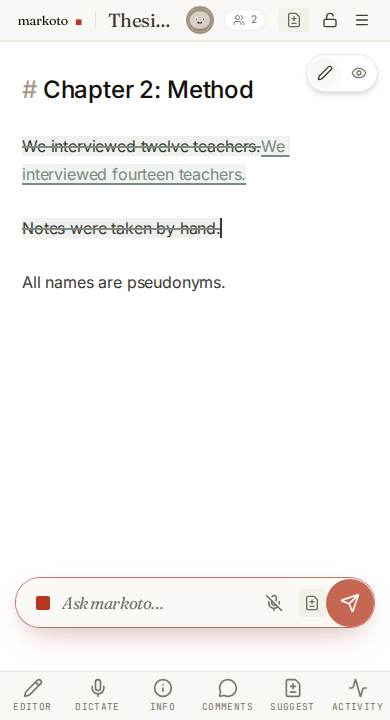 markoto Thesi... 2
# Chapter 2: Method
We interviewed twelve teachers.We
interviewed fourteen teachers.
Notes were taken by hand.
All names are pseudonyms.
Ask markoto...
EDITOR DICTATE INFO COMMENTS SUGGEST ACTIVITY